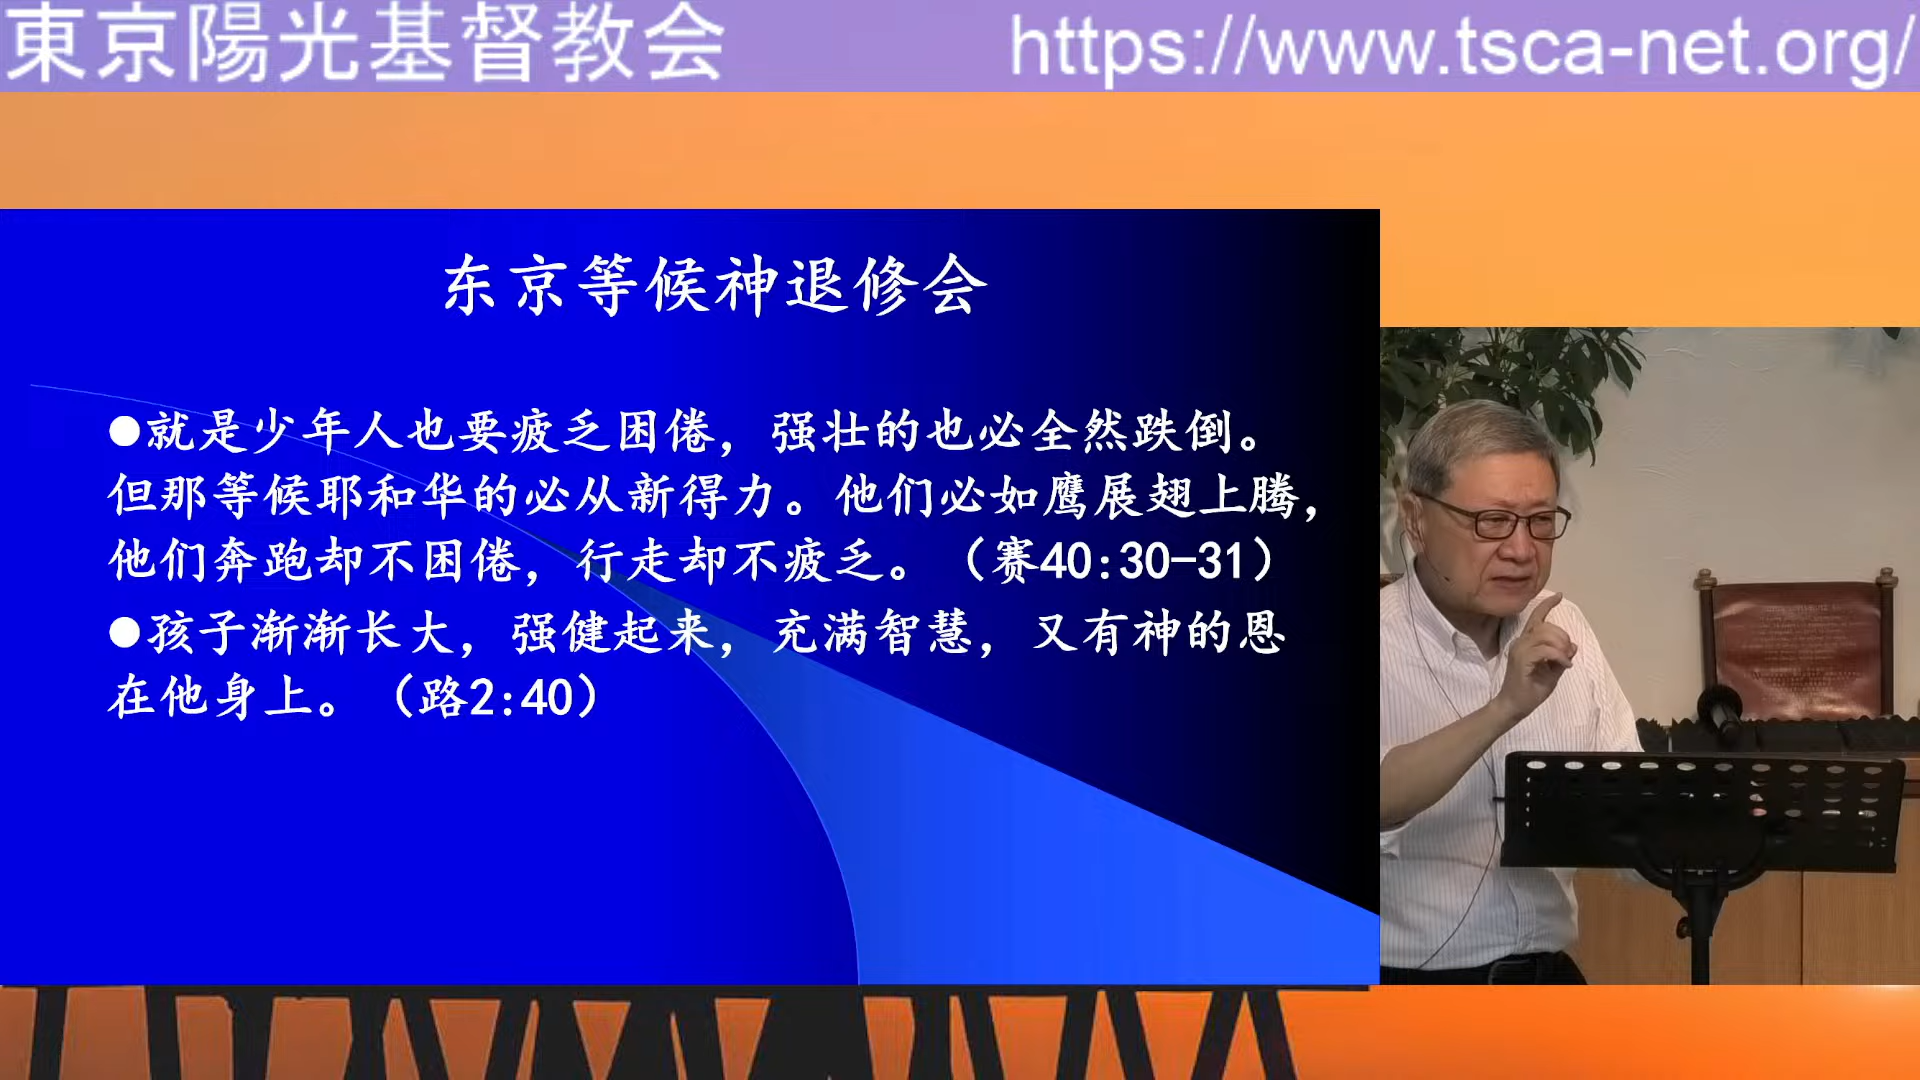 東京陽光基督教会
https://www.tsca-net.org/
东京等候神退修会
●就是少年人也要疲乏困倦，强壮的也必全然跌倒。
但那等候耶和华的必从新得力。他们必如鹰展翅上腾，
他们奔跑却不困倦，行走却不疲乏。（赛40:30-31）
●孩子渐渐长大，强健起来，充满智慧，又有神的恩
在他身上。（路2:40）